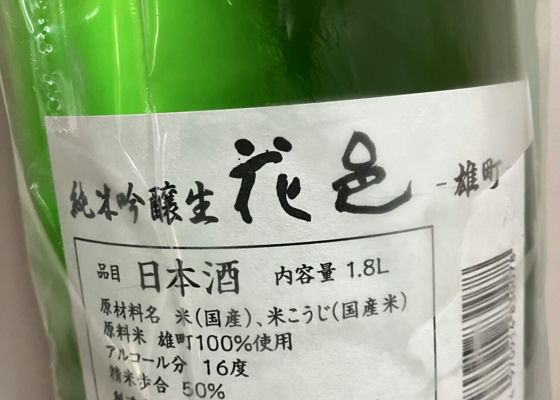 純米吟醸生 花邑 -雄町
品目 日本酒 内容量 1.8L
原材料名 米(国産)、米こうじ(国産米)
原料米 雄町100%使用
アルコール分 16度
精米歩合 50%